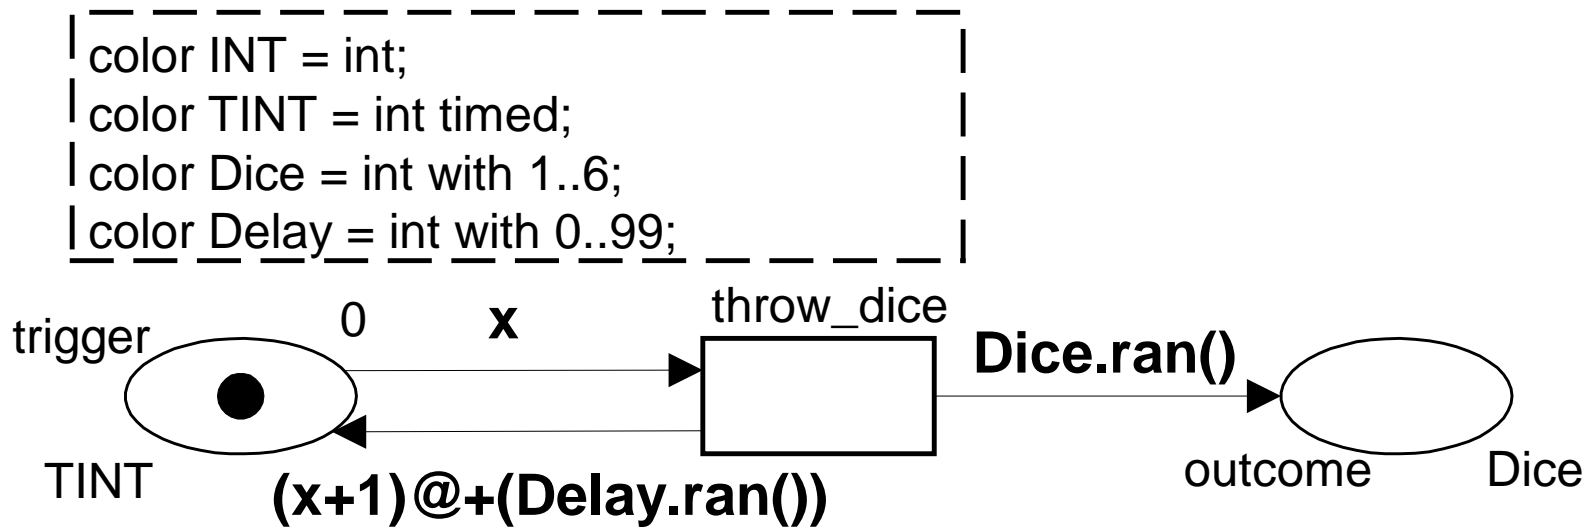 color INT = int;
color TINT = int timed;
color Dice = int with 1..6;
color Delay = int with 0..99;
trigger
0
x
throw_dice
Dice.ran()
TINT
(x+1)@+(Delay.ran())
outcome
Dice